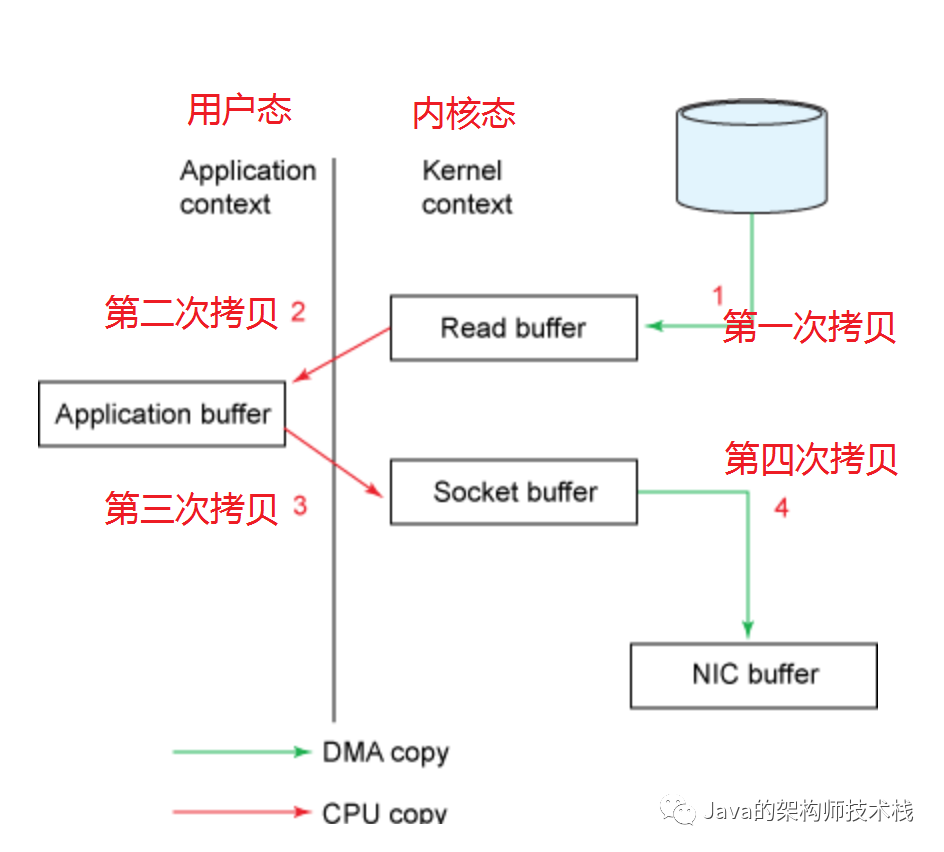 用户态
内核态
Application
context
Kernel
context
第二次拷贝 2
1
第一次拷贝
Read buffer
Application buffer
第四次拷贝
4
Socket buffer
第三次拷贝 3
NIC buffer
DMA copy
CPU copy
Java的架构师技术栈